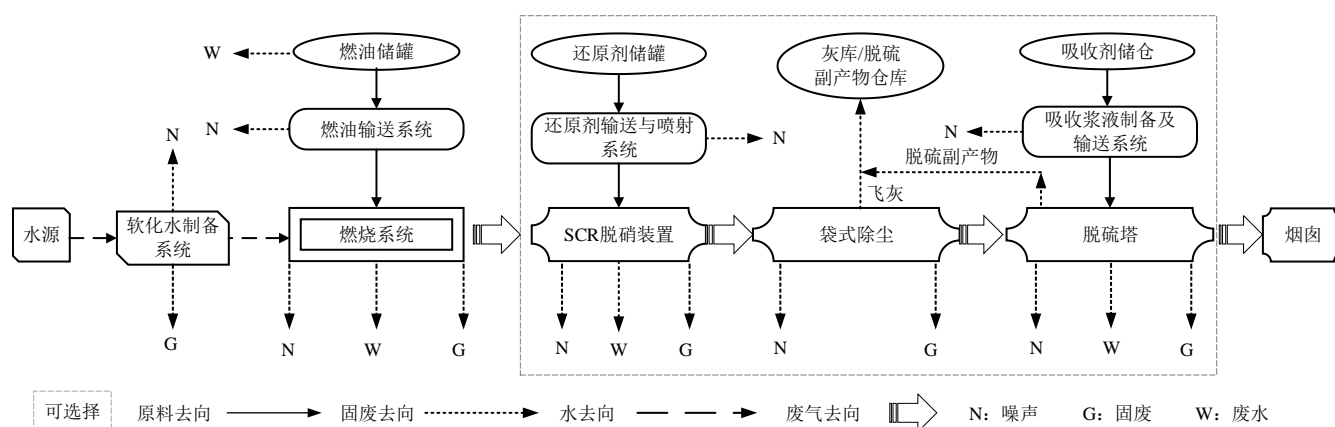 W
燃油储罐
还原剂储罐
灰库/脱硫
副产物仓库
吸收剂储仓
N
N
燃油输送系统
还原剂输送与喷射
系统
N
N
吸收浆液制备及
输送系统
脱硫副产物
飞灰
水源
软化水制备
系统
燃烧系统
SCR脱硝装置
袋式除尘
脱硫塔
烟囱
G
N
W
G
N
W
G
N
G
N
W
G
可选择
原料去向
固废去向
水去向
废气去向
N：噪声
G：固废
W：废水